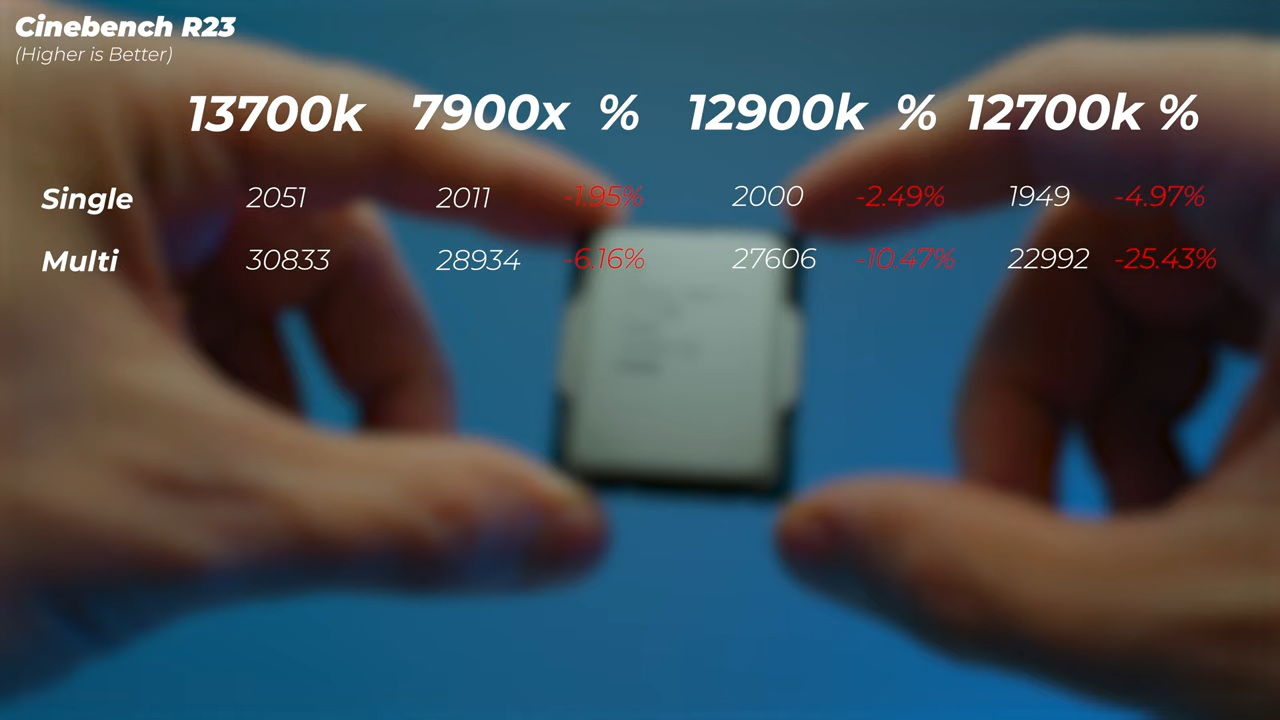 Cinebench R23
(Higher is Better)
13700k 7900x % 12900k % 12700k %
Single 2051 2011 -1.95% 2000 -2.49% 1949 -4.97%
Multi 30833 28934 -6.16% 27606 -10.47% 22992 -25.43%